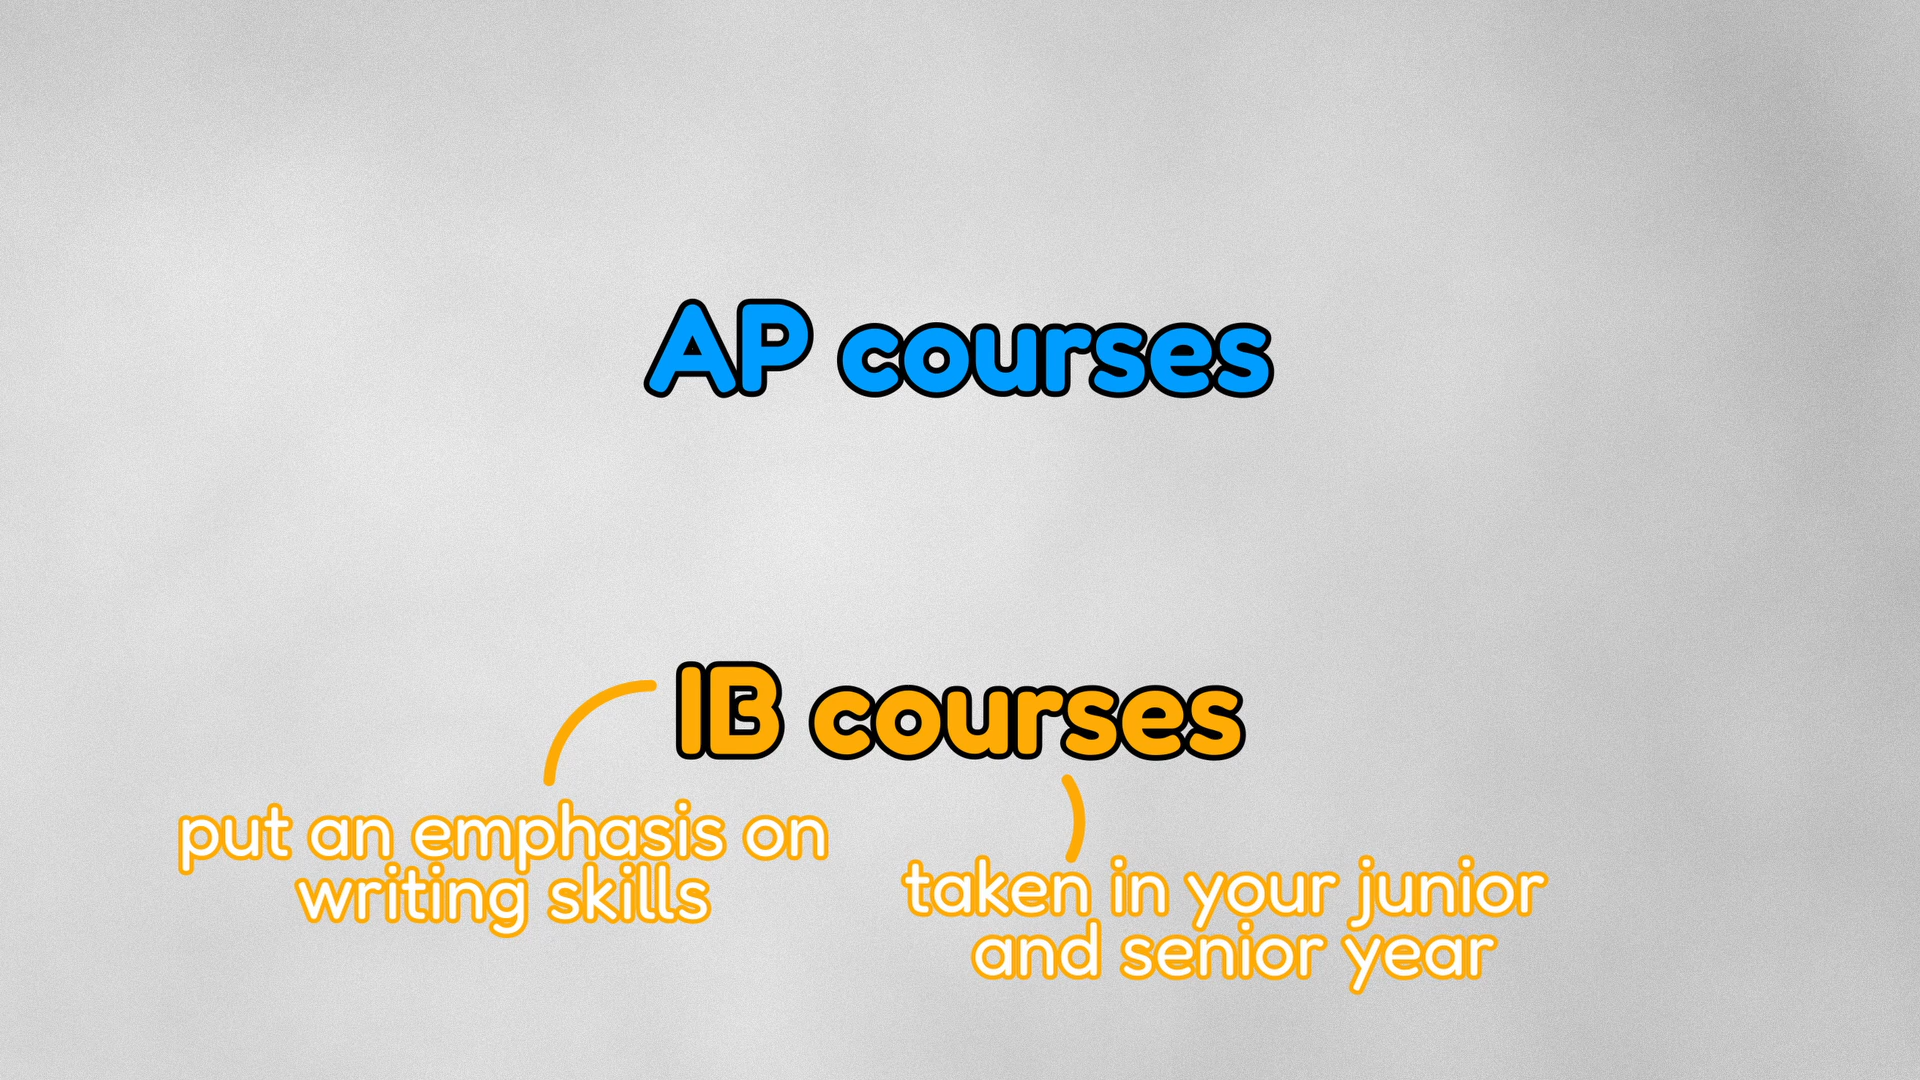 AP courses
IB courses
put an emphasis on
writing skills
taken in your junior
and senior year